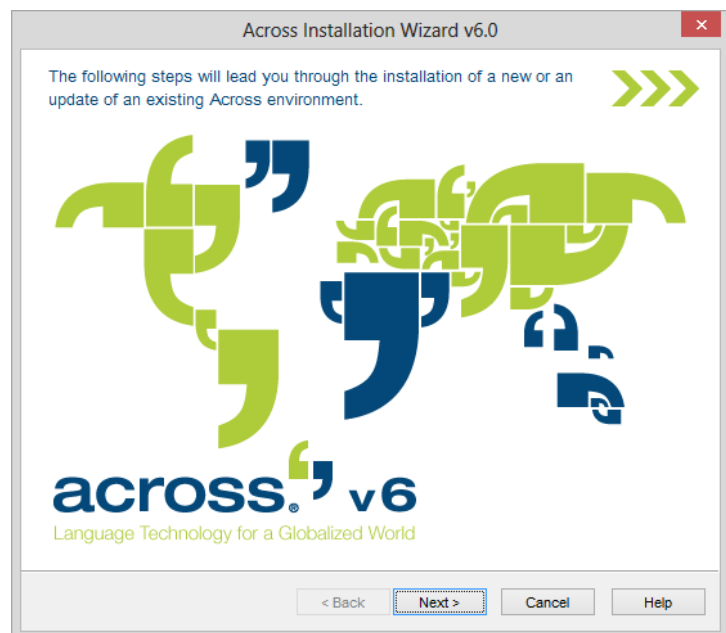 Across Installation Wizard v6.0
The following steps will lead you through the installation of a new or an
update of an existing Across environment.
across® v6
Language Technology for a Globalized World
< Back Next > Cancel Help